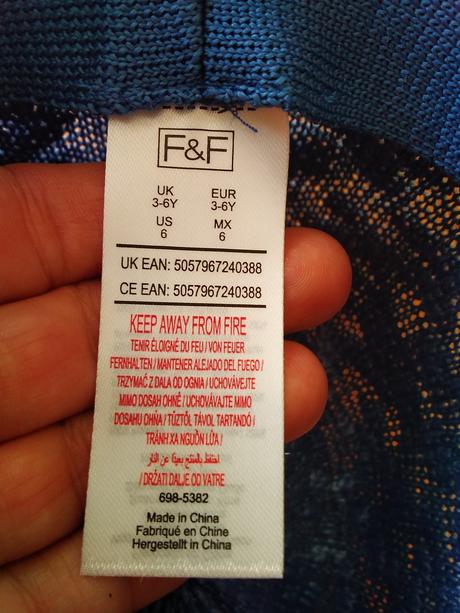 F&F
UK EUR
3-6Y 3-6Y
US MX
6 6
UK EAN: 5057967240388
CE EAN: 5057967240388
KEEP AWAY FROM FIRE
TENIR ÉLOIGNÉ DU FEU / VON FEUER
FERNHALTEN / MANTENER ALEJADO DEL FUEGO /
TRZYMAĆ Z DALA OD OGNIA / UCHOVÁVEJTE
MIMO DOSAH OHNĚ / UCHOVÁVAJTE MIMO
DOSAHU OHŇA / TŰZTŐL TÁVOL TARTANDÓ /
TRÁNH XA NGUỒN LỬA /
احتفظ بالمنتج بعيدًا عن النار
/ DRŽATI DALJE OD VATRE
698-5382
Made in China
Fabriqué en Chine
Hergestellt in China